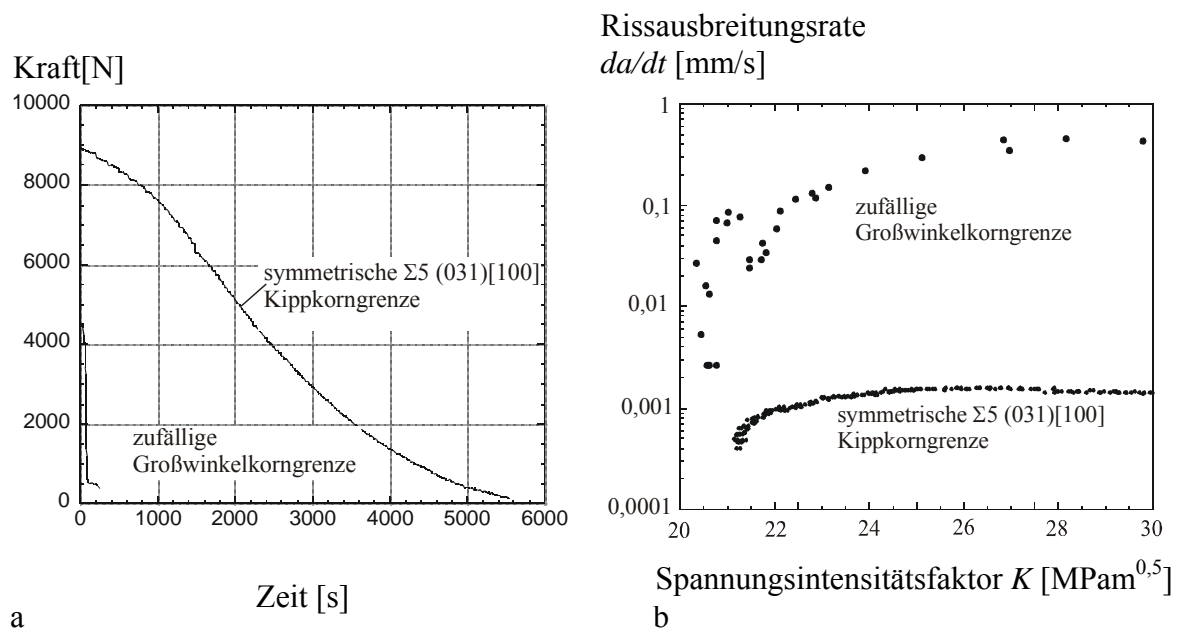 Kraft[N]
10000
8000
6000
4000
2000
0
0 1000 2000 3000 4000 5000 6000
symmetrische Σ5 (031)[100]
Kippkorngrenze
zufällige
Großwinkelkorngrenze
Zeit [s]
a
Rissausbreitungsrate
da/dt [mm/s]
1
0,1
0,01
0,001
0,0001
20 22 24 26 28 30
zufällige
Großwinkelkorngrenze
symmetrische Σ5 (031)[100]
Kippkorngrenze
Spannungsintensitätsfaktor K [MPam^0,5]
b